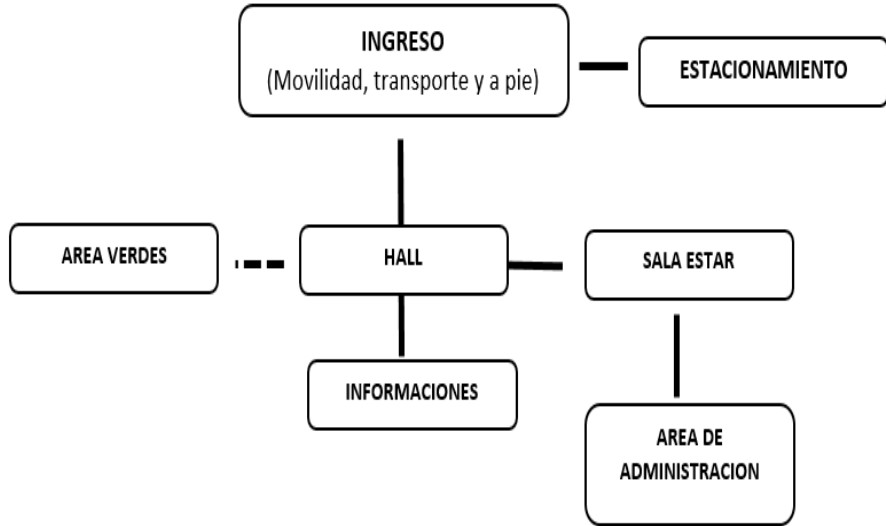 INGRESO
(Movilidad, transporte y a pie)
ESTACIONAMIENTO
AREA VERDES
HALL
SALA ESTAR
INFORMACIONES
AREA DE
ADMINISTRACION